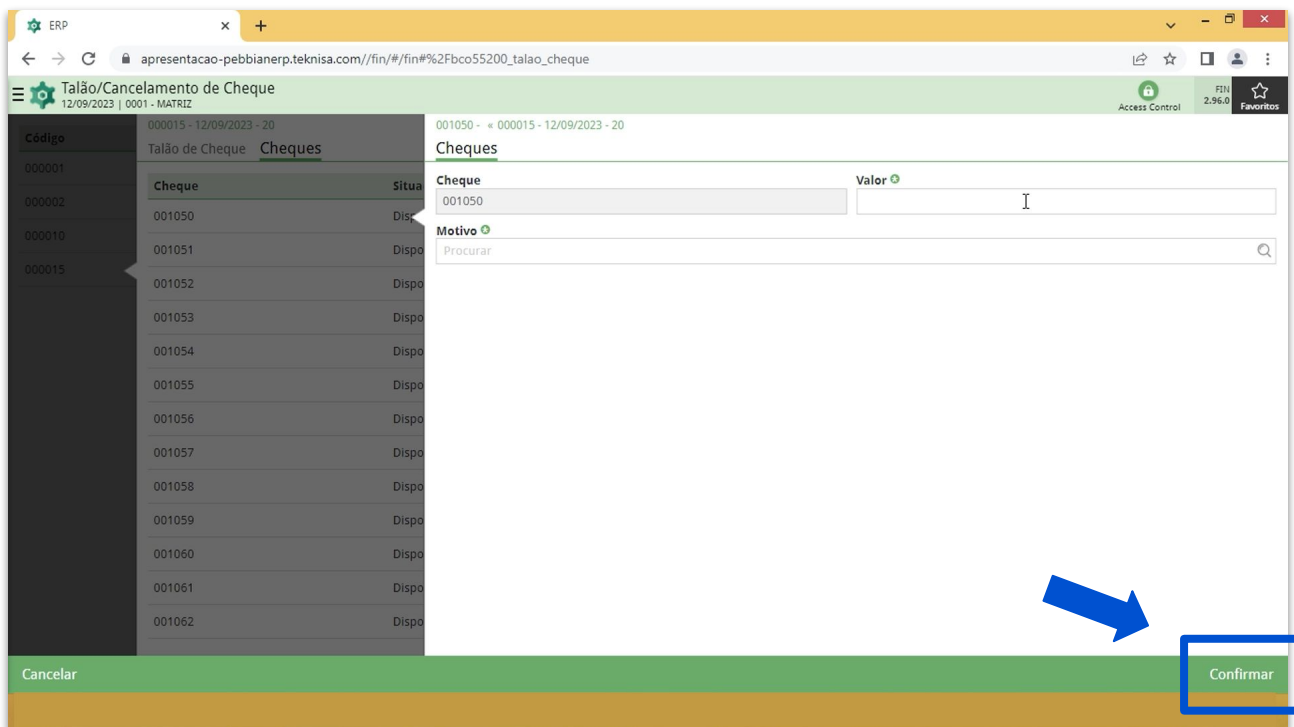 ERP
apresentacao-pebbianerp.teknisa.com//fin/#/fin#%2Fbco55200_talao_cheque
Talão/Cancelamento de Cheque
12/09/2023 | 0001 - MATRIZ
Access Control
FIN
2.96.0
Favoritos
Código
000001
000002
000010
000015
000015 - 12/09/2023 - 20
Talão de Cheque Cheques
Cheque Situa
001050 Disp
001051 Dispo
001052 Dispo
001053 Dispo
001054 Dispo
001055 Dispo
001056 Dispo
001057 Dispo
001058 Dispo
001059 Dispo
001060 Dispo
001061 Dispo
001062 Dispo
001050 - « 000015 - 12/09/2023 - 20
Cheques
Cheque Valor
001050
Motivo
Procurar
Cancelar Confirmar